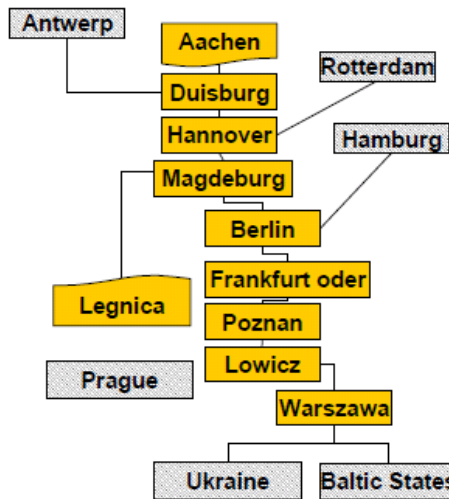 Antwerp
Aachen
Rotterdam
Duisburg
Hannover
Hamburg
Magdeburg
Berlin
Frankfurt oder
Legnica
Poznan
Lowicz
Prague
Warszawa
Ukraine
Baltic States